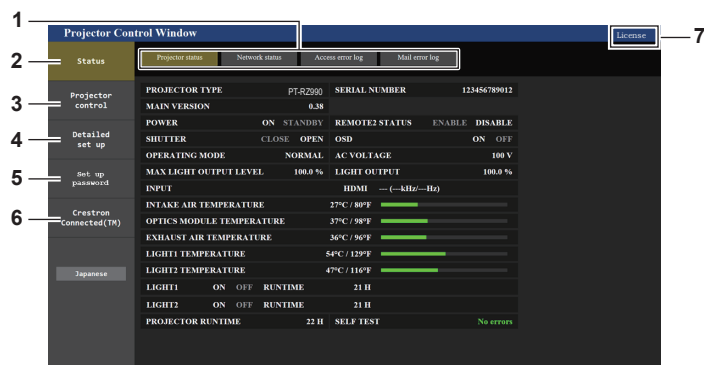 1
Projector Control Window
License
7
2
Status
Projector status Network status Access error log Mail error log
3
Projector
control
4
Detailed
set up
5
Set up
password
6
Crestron
Connected(TM)
Japanese
PROJECTOR TYPE PT-RZ990 SERIAL NUMBER 123456789012
MAIN VERSION 0.38
POWER ON STANDBY REMOTE2 STATUS ENABLE DISABLE
SHUTTER CLOSE OPEN OSD ON OFF
OPERATING MODE NORMAL AC VOLTAGE 100 V
MAX LIGHT OUTPUT LEVEL 100.0 % LIGHT OUTPUT 100.0 %
INPUT HDMI --- (---kHz/---Hz)
INTAKE AIR TEMPERATURE 27°C / 80°F
OPTICS MODULE TEMPERATURE 37°C / 98°F
EXHAUST AIR TEMPERATURE 36°C / 96°F
LIGHT1 TEMPERATURE 54°C / 129°F
LIGHT2 TEMPERATURE 47°C / 116°F
LIGHT1 ON OFF RUNTIME 21 H
LIGHT2 ON OFF RUNTIME 21 H
PROJECTOR RUNTIME 22 H SELF TEST No errors